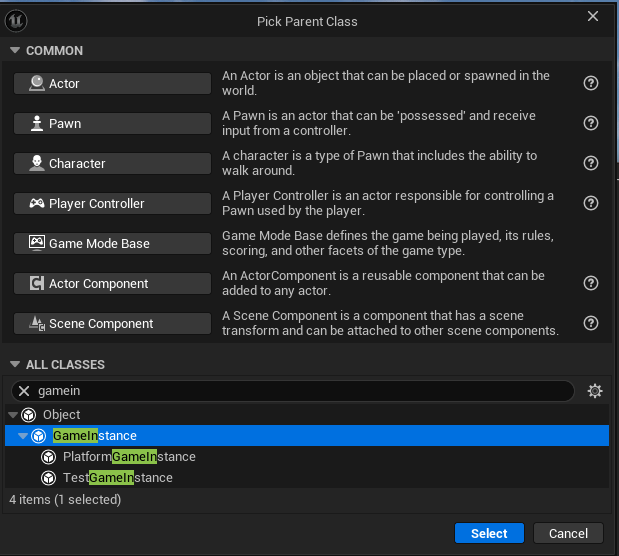 Pick Parent Class
COMMON
Actor
An Actor is an object that can be placed or spawned in the
world.
Pawn
A Pawn is an actor that can be 'possessed' and receive
input from a controller.
Character
A character is a type of Pawn that includes the ability to
walk around.
Player Controller
A Player Controller is an actor responsible for controlling a
Pawn used by the player.
Game Mode Base
Game Mode Base defines the game being played, its rules,
scoring, and other facets of the game type.
Actor Component
An ActorComponent is a reusable component that can be
added to any actor.
Scene Component
A Scene Component is a component that has a scene
transform and can be attached to other scene components.
ALL CLASSES
gamein
Object
GameInstance
PlatformGameInstance
TestGameInstance
4 items (1 selected)
Select
Cancel